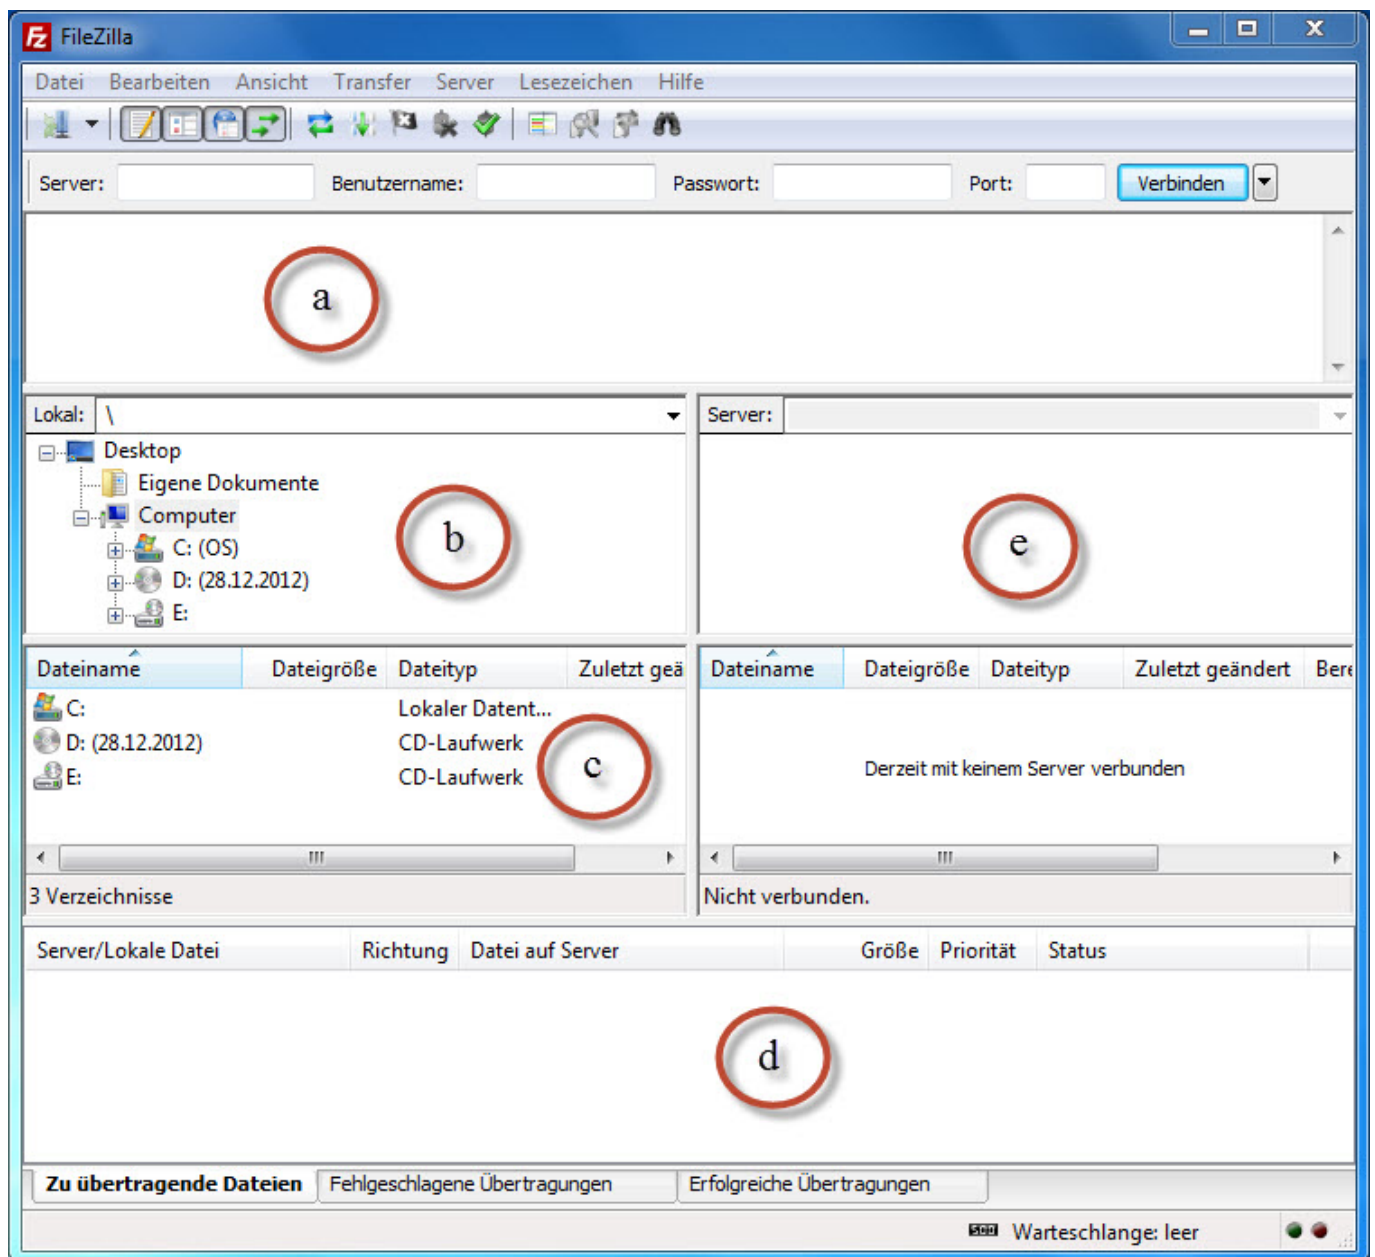 FileZilla
Datei Bearbeiten Ansicht Transfer Server Lesezeichen Hilfe
Server: Benutzername: Passwort: Port: Verbinden
a
Lokal: \
Desktop
Eigene Dokumente
Computer
C: (OS)
D: (28.12.2012)
E:
b
Server:
e
Dateiname Dateigröße Dateityp Zuletzt geä
C: Lokaler Datent...
D: (28.12.2012) CD-Laufwerk
E: CD-Laufwerk
c
3 Verzeichnisse
Dateiname Dateigröße Dateityp Zuletzt geändert Bere
Derzeit mit keinem Server verbunden
Nicht verbunden.
Server/Lokale Datei Richtung Datei auf Server Größe Priorität Status
d
Zu übertragende Dateien Fehlgeschlagene Übertragungen Erfolgreiche Übertragungen
Warteschlange: leer